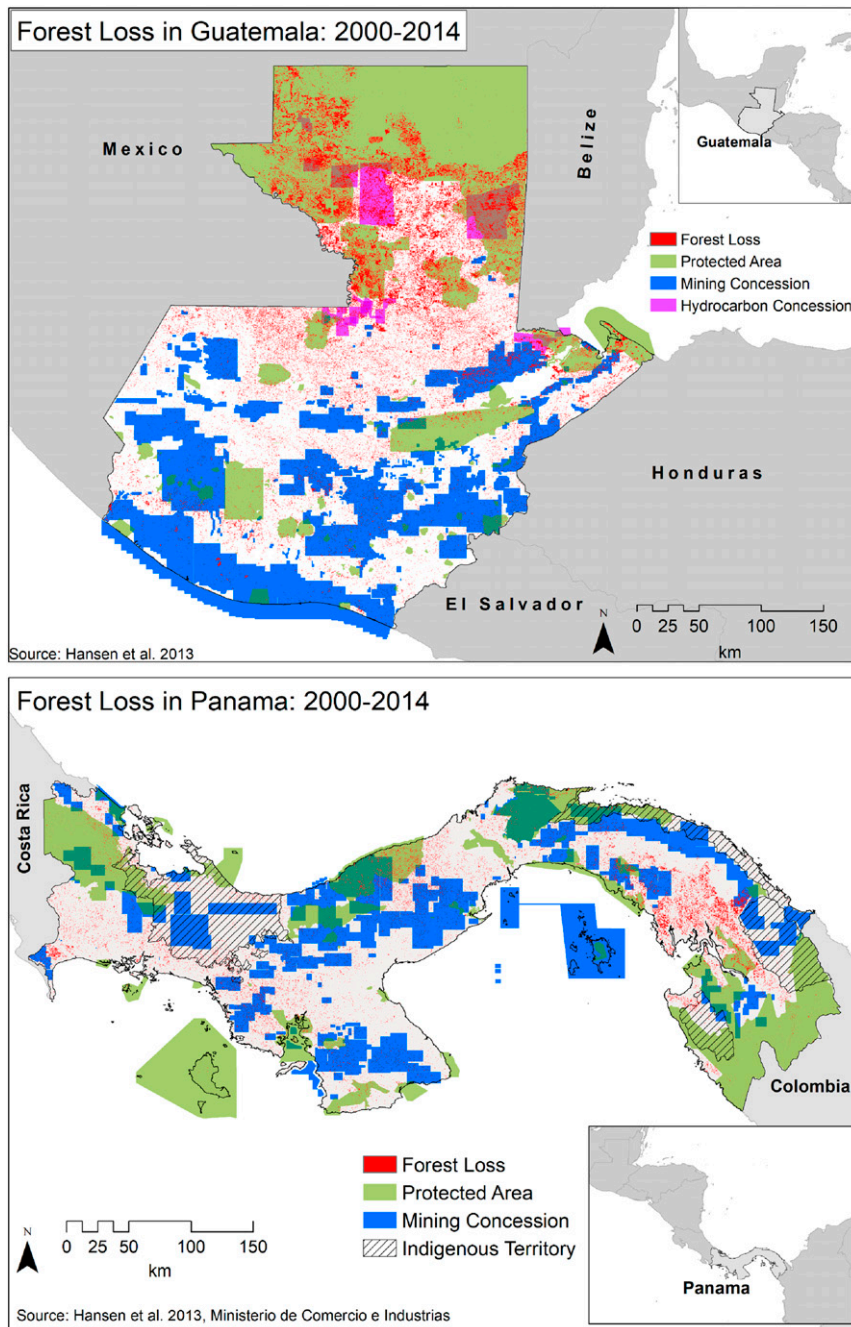 Forest Loss in Guatemala: 2000-2014
Mexico
Belize
Guatemala
Forest Loss
Protected Area
Mining Concession
Hydrocarbon Concession
Honduras
El Salvador
N
0 25 50 100 150
km
Source: Hansen et al. 2013
Forest Loss in Panama: 2000-2014
Costa Rica
Colombia
Forest Loss
Protected Area
Mining Concession
Indigenous Territory
N
0 25 50 100 150
km
Panama
Source: Hansen et al. 2013, Ministerio de Comercio e Industrias